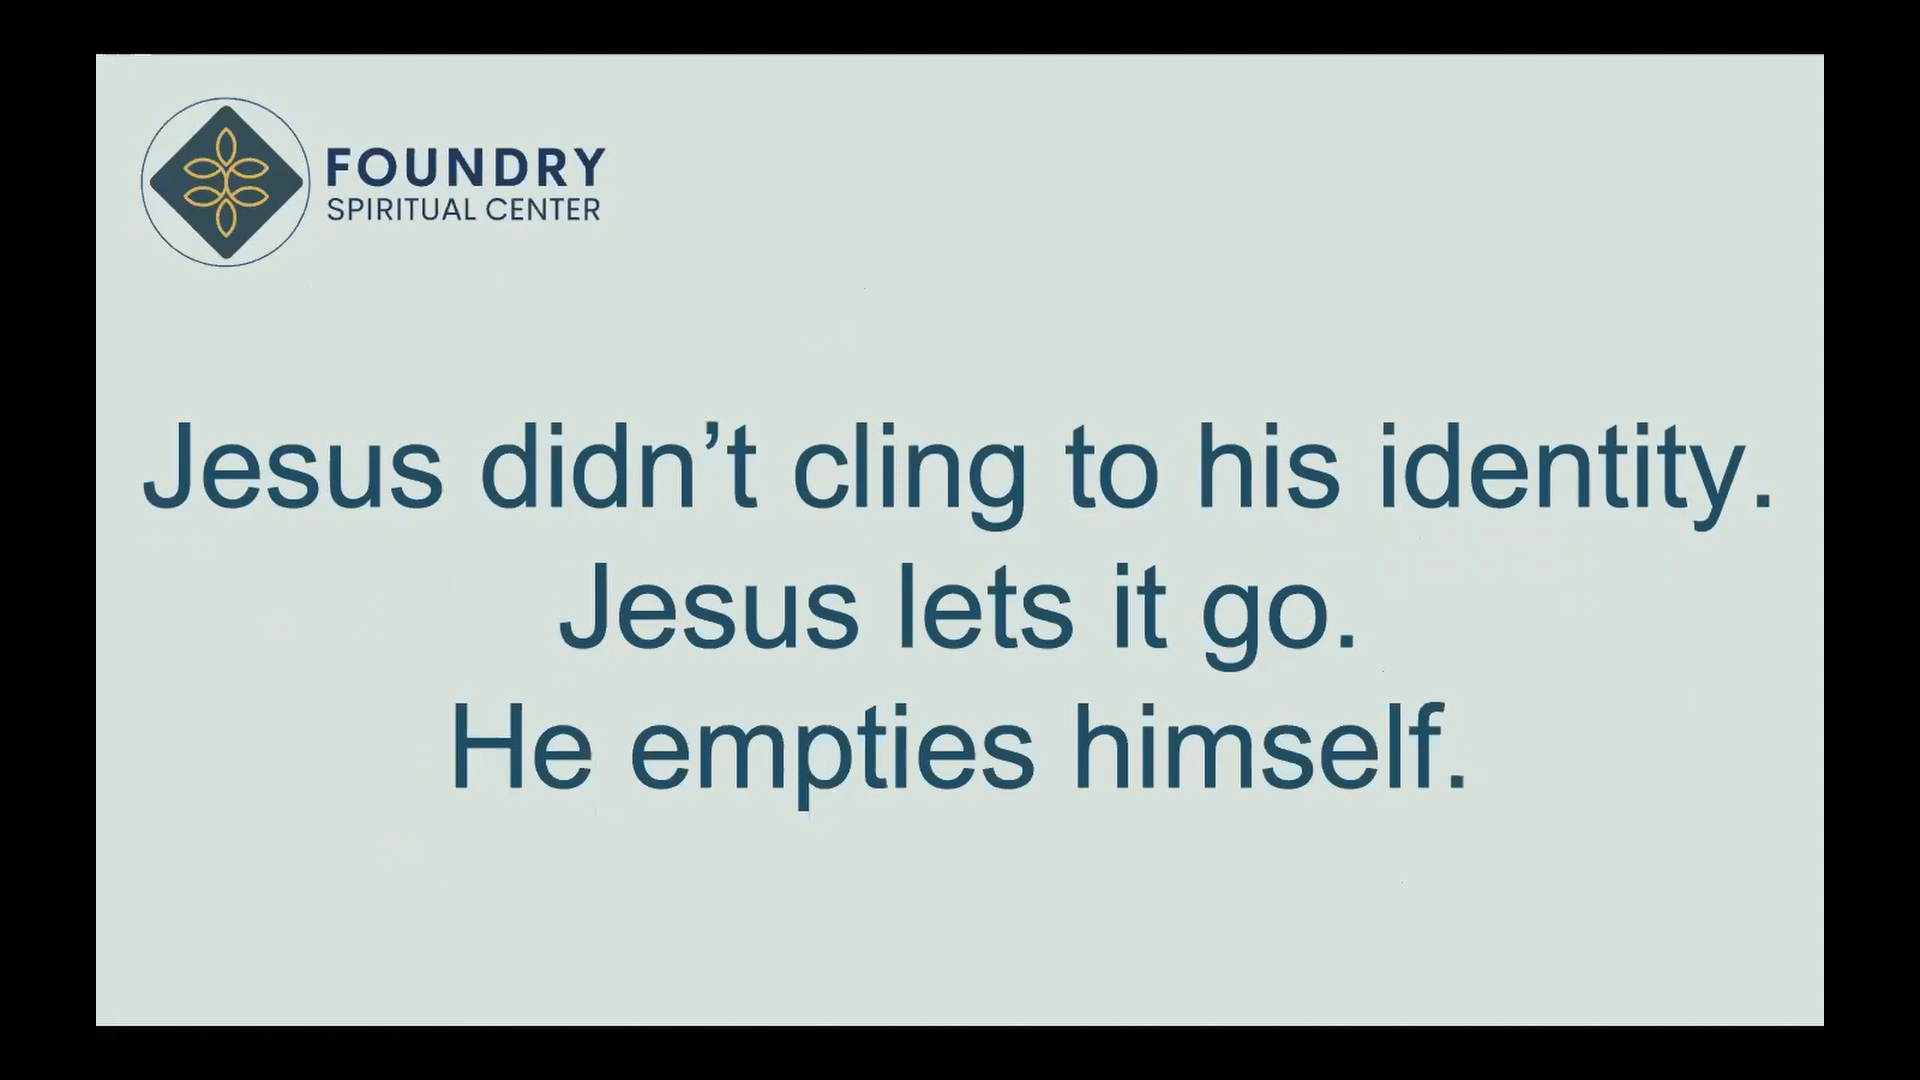 FOUNDRY
SPIRITUAL CENTER
Jesus didn’t cling to his identity.
Jesus lets it go.
He empties himself.